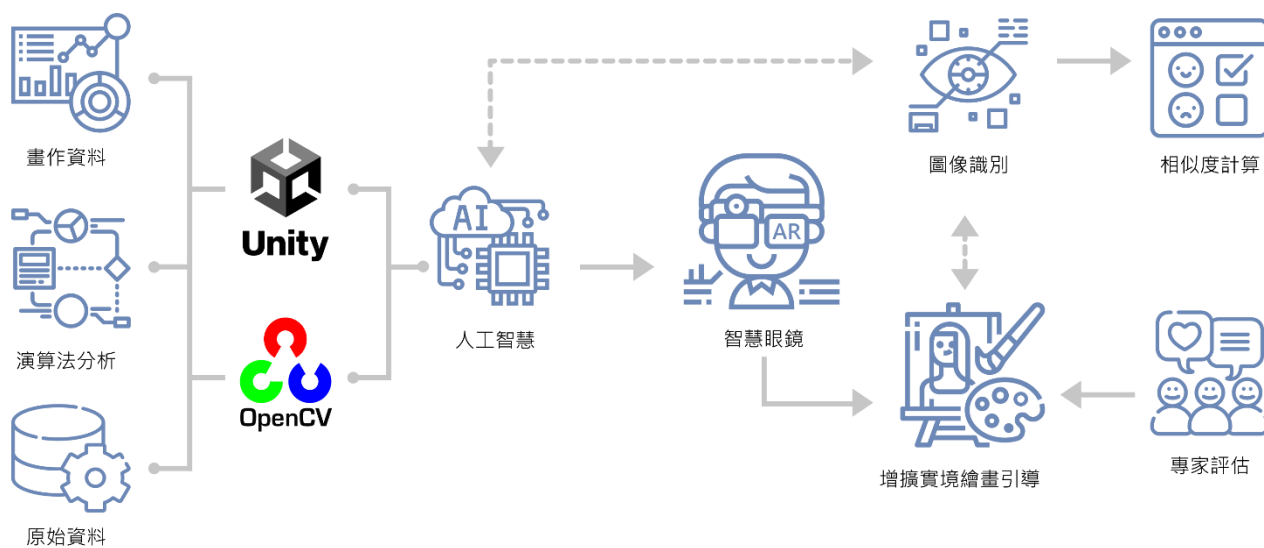 畫作資料
演算法分析
原始資料
Unity
OpenCV
AI
人工智慧
AR
智慧眼鏡
圖像識別
相似度計算
增擴實境繪畫引導
專家評估